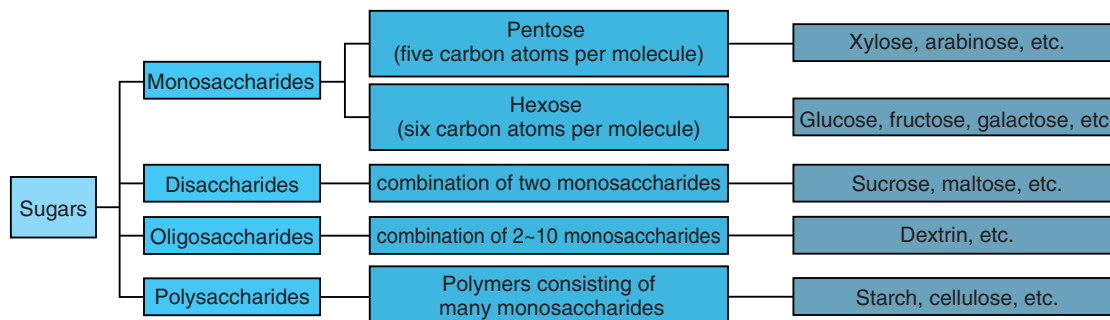 Sugars
Monosaccharides
Pentose
(five carbon atoms per molecule)
Xylose, arabinose, etc.
Hexose
(six carbon atoms per molecule)
Glucose, fructose, galactose, etc
Disaccharides
combination of two monosaccharides
Sucrose, maltose, etc.
Oligosaccharides
combination of 2~10 monosaccharides
Dextrin, etc.
Polysaccharides
Polymers consisting of
many monosaccharides
Starch, cellulose, etc.